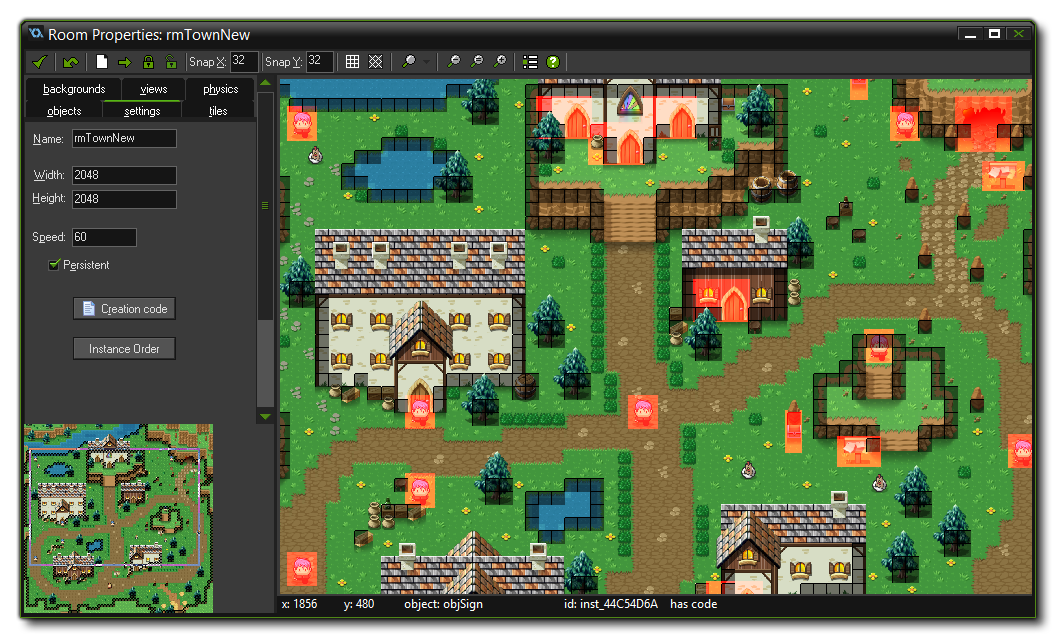 Room Properties: rmTownNew
Snap X: 32 Snap Y: 32
backgrounds views physics
objects settings tiles
Name: rmTownNew
Width: 2048
Height: 2048
Speed: 60
Persistent
Creation code
Instance Order
x: 1856 y: 480 object: objSign id: inst_44C54D6A has code